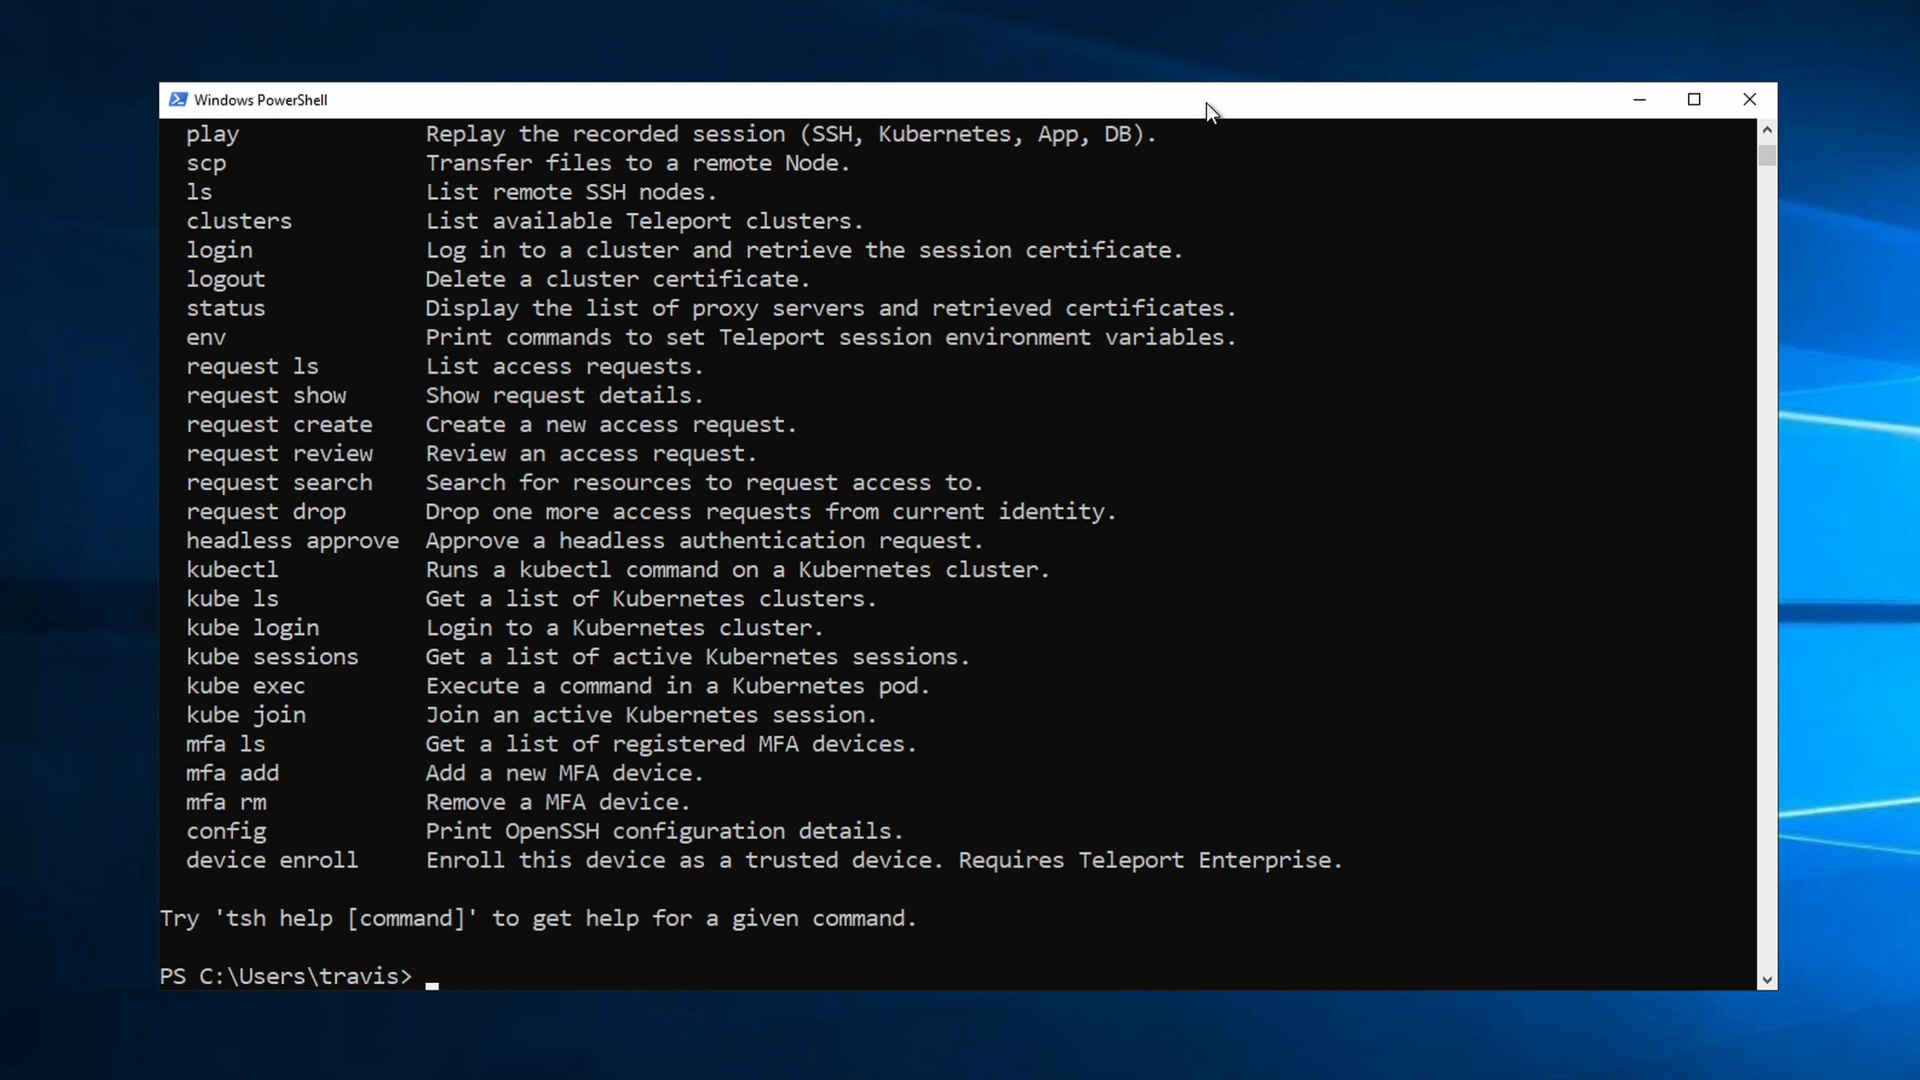 Windows PowerShell
play Replay the recorded session (SSH, Kubernetes, App, DB).
scp Transfer files to a remote Node.
ls List remote SSH nodes.
clusters List available Teleport clusters.
login Log in to a cluster and retrieve the session certificate.
logout Delete a cluster certificate.
status Display the list of proxy servers and retrieved certificates.
env Print commands to set Teleport session environment variables.
request ls List access requests.
request show Show request details.
request create Create a new access request.
request review Review an access request.
request search Search for resources to request access to.
request drop Drop one more access requests from current identity.
headless approve Approve a headless authentication request.
kubectl Runs a kubectl command on a Kubernetes cluster.
kube ls Get a list of Kubernetes clusters.
kube login Login to a Kubernetes cluster.
kube sessions Get a list of active Kubernetes sessions.
kube exec Execute a command in a Kubernetes pod.
kube join Join an active Kubernetes session.
mfa ls Get a list of registered MFA devices.
mfa add Add a new MFA device.
mfa rm Remove a MFA device.
config Print OpenSSH configuration details.
device enroll Enroll this device as a trusted device. Requires Teleport Enterprise.
Try 'tsh help [command]' to get help for a given command.
PS C:\Users\travis>